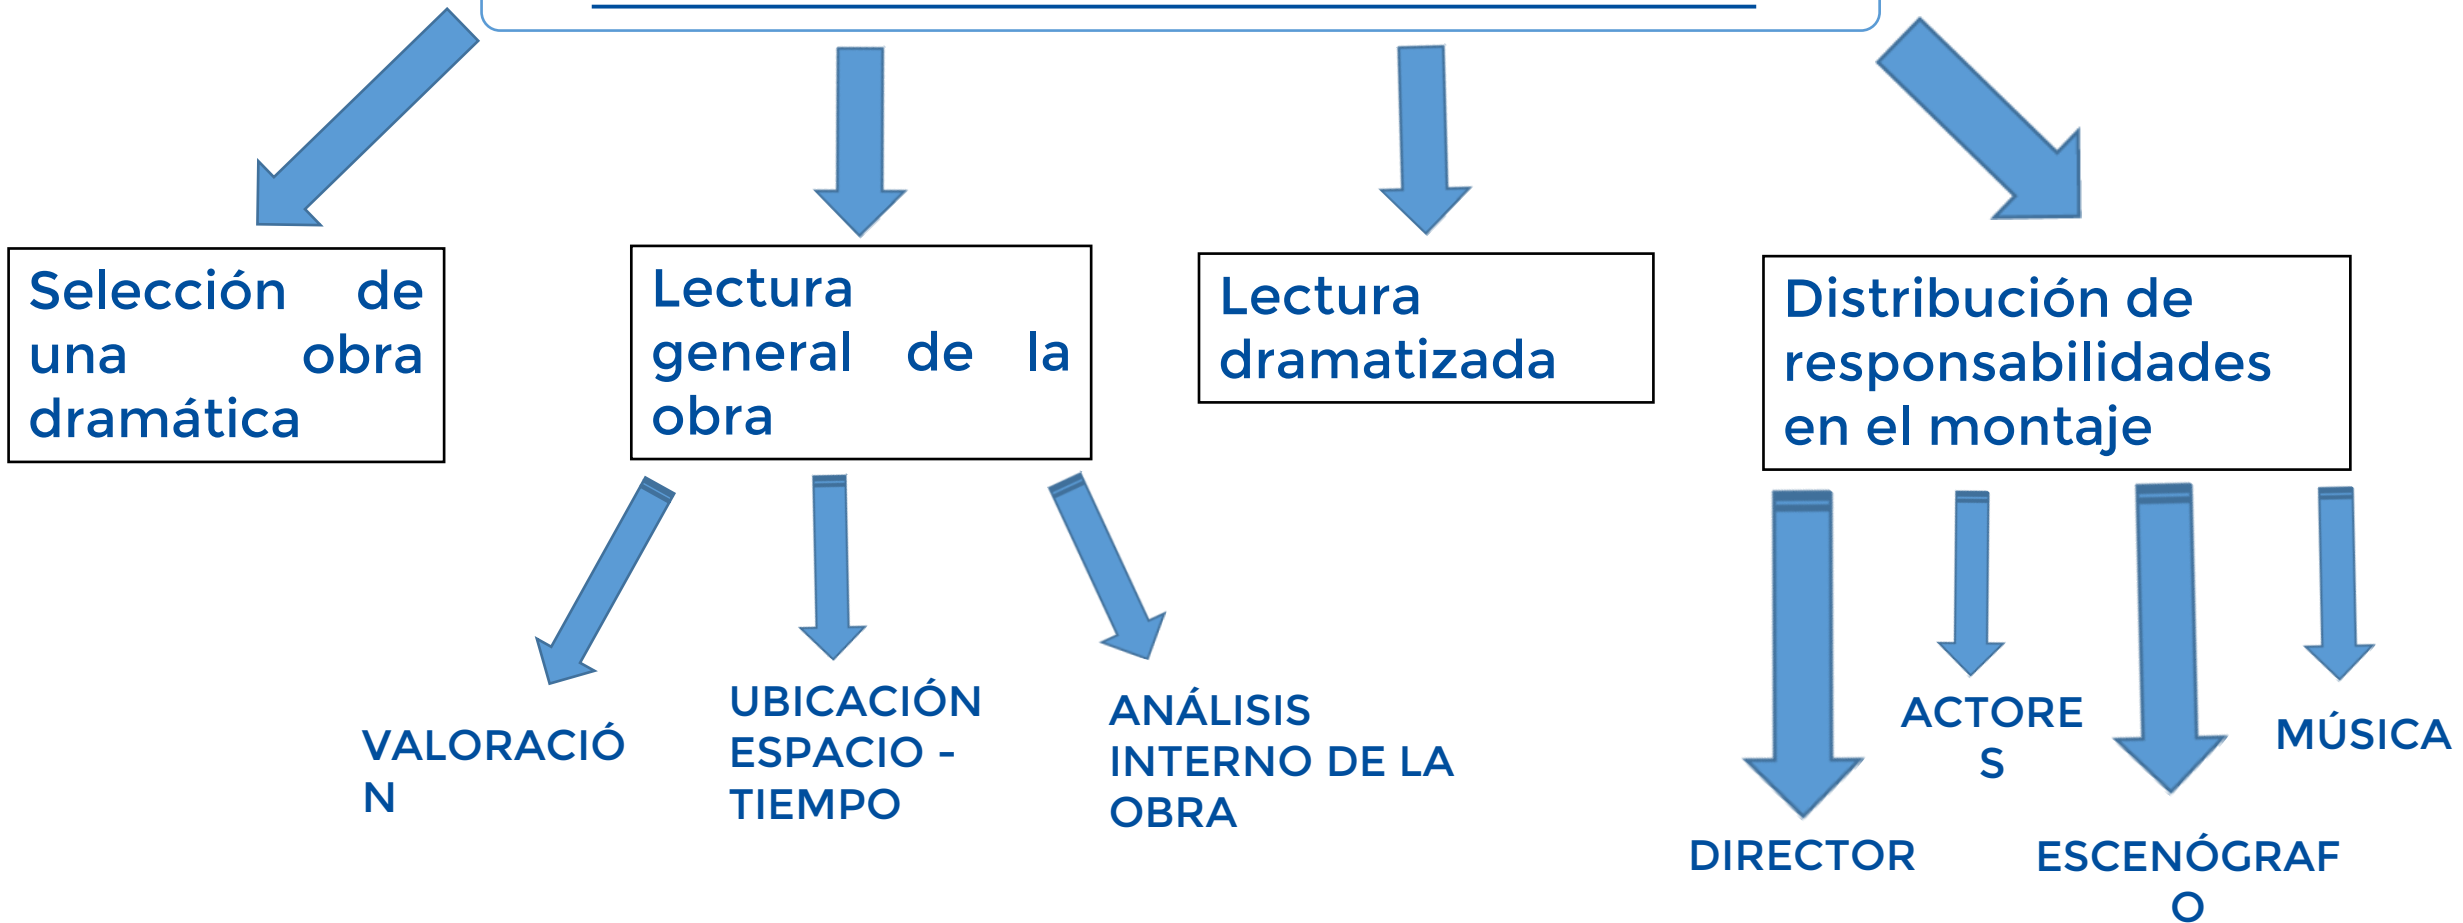 Selección de
una obra
dramática
Lectura
general de la
obra
Lectura
dramatizada
Distribución de
responsabilidades
en el montaje
VALORACIÓ
N
UBICACIÓN
ESPACIO -
TIEMPO
ANÁLISIS
INTERNO DE LA
OBRA
DIRECTOR
ACTORE
S
ESCENÓGRAF
O
MÚSICA